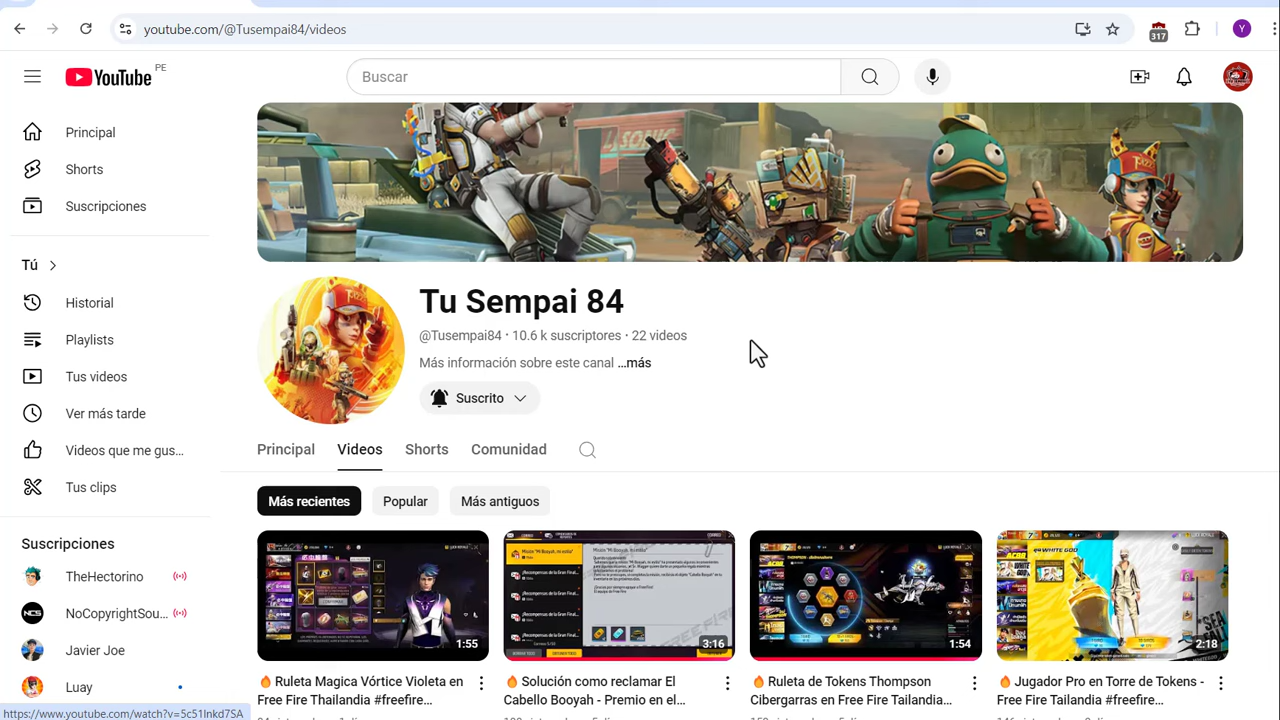 youtube.com/@Tusempai84/videos
317
Y
YouTube PE
Buscar
Principal
Shorts
Suscripciones
Tú
Historial
Playlists
Tus videos
Ver más tarde
Videos que me gus...
Tus clips
Suscripciones
TheHectorino
NoCopyrightSou...
Javier Joe
Luay
https://www.youtube.com/watch?v=5c51lnkd7SA
Tu Sempai 84
@Tusempai84 · 10.6 k suscriptores · 22 videos
Más información sobre este canal ...más
Suscrito
Principal Videos Shorts Comunidad
Más recientes Popular Más antiguos
1:55
🔥Ruleta Magica Vórtice Violeta en
Free Fire Thailandia #freefire...
3:16
🔥Solución como reclamar El
Cabello Booyah - Premio en el...
1:54
🔥Ruleta de Tokens Thompson
Cibergarras en Free Fire Tailandia...
WHITE GOD
2:18
🔥Jugador Pro en Torre de Tokens -
Free Fire Tailandia #freefire...